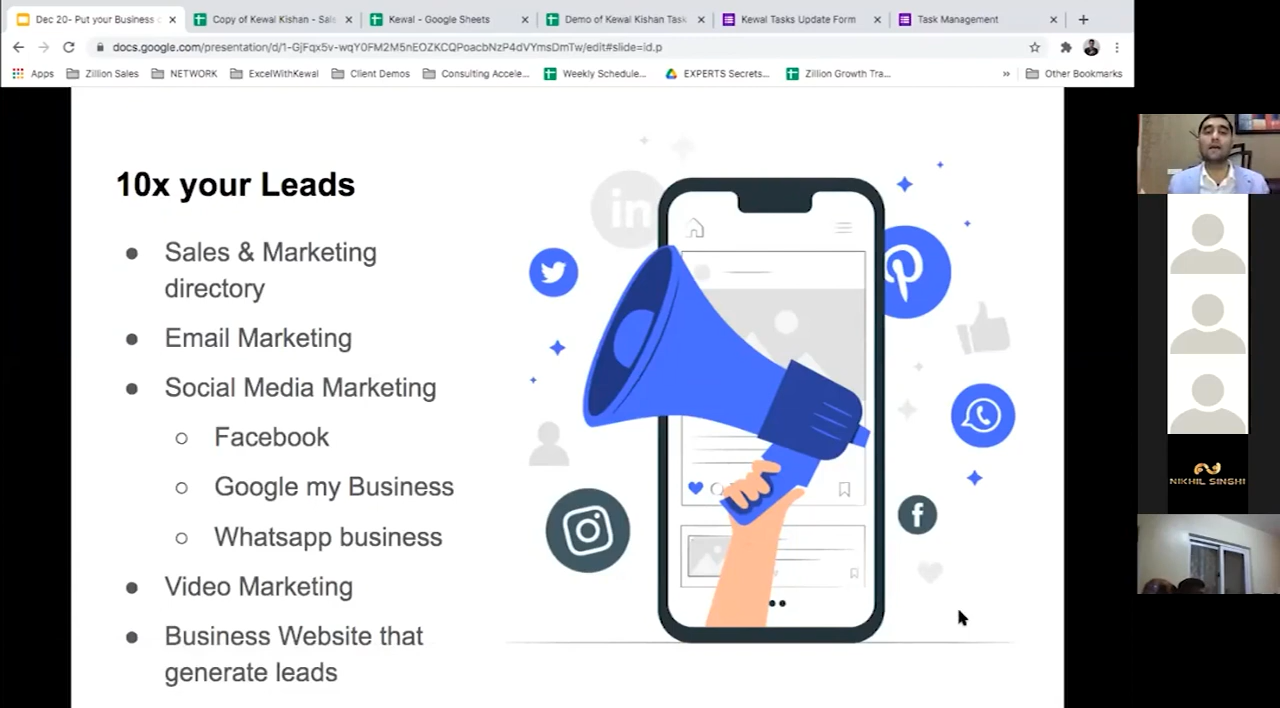 Dec 20- Put your Business
Copy of Kewal Kishan - Sale
Kewal - Google Sheets
Demo of Kewal Kishan Task
Kewal Tasks Update Form
Task Management
docs.google.com/presentation/d/1-GjFqx5v-wqY0FM2M5nEOZKCQPoacbNzP4dVYmsDmTw/edit#slide=id.p
Apps
Zillion Sales
NETWORK
ExcelWithKewal
Client Demos
Consulting Accele...
Weekly Schedule...
EXPERTS Secrets...
Zillion Growth Tra...
»
Other Bookmarks
10x your Leads
● Sales & Marketing
directory
● Email Marketing
● Social Media Marketing
○ Facebook
○ Google my Business
○ Whatsapp business
● Video Marketing
● Business Website that
generate leads
in
NIKHIL SINGHI